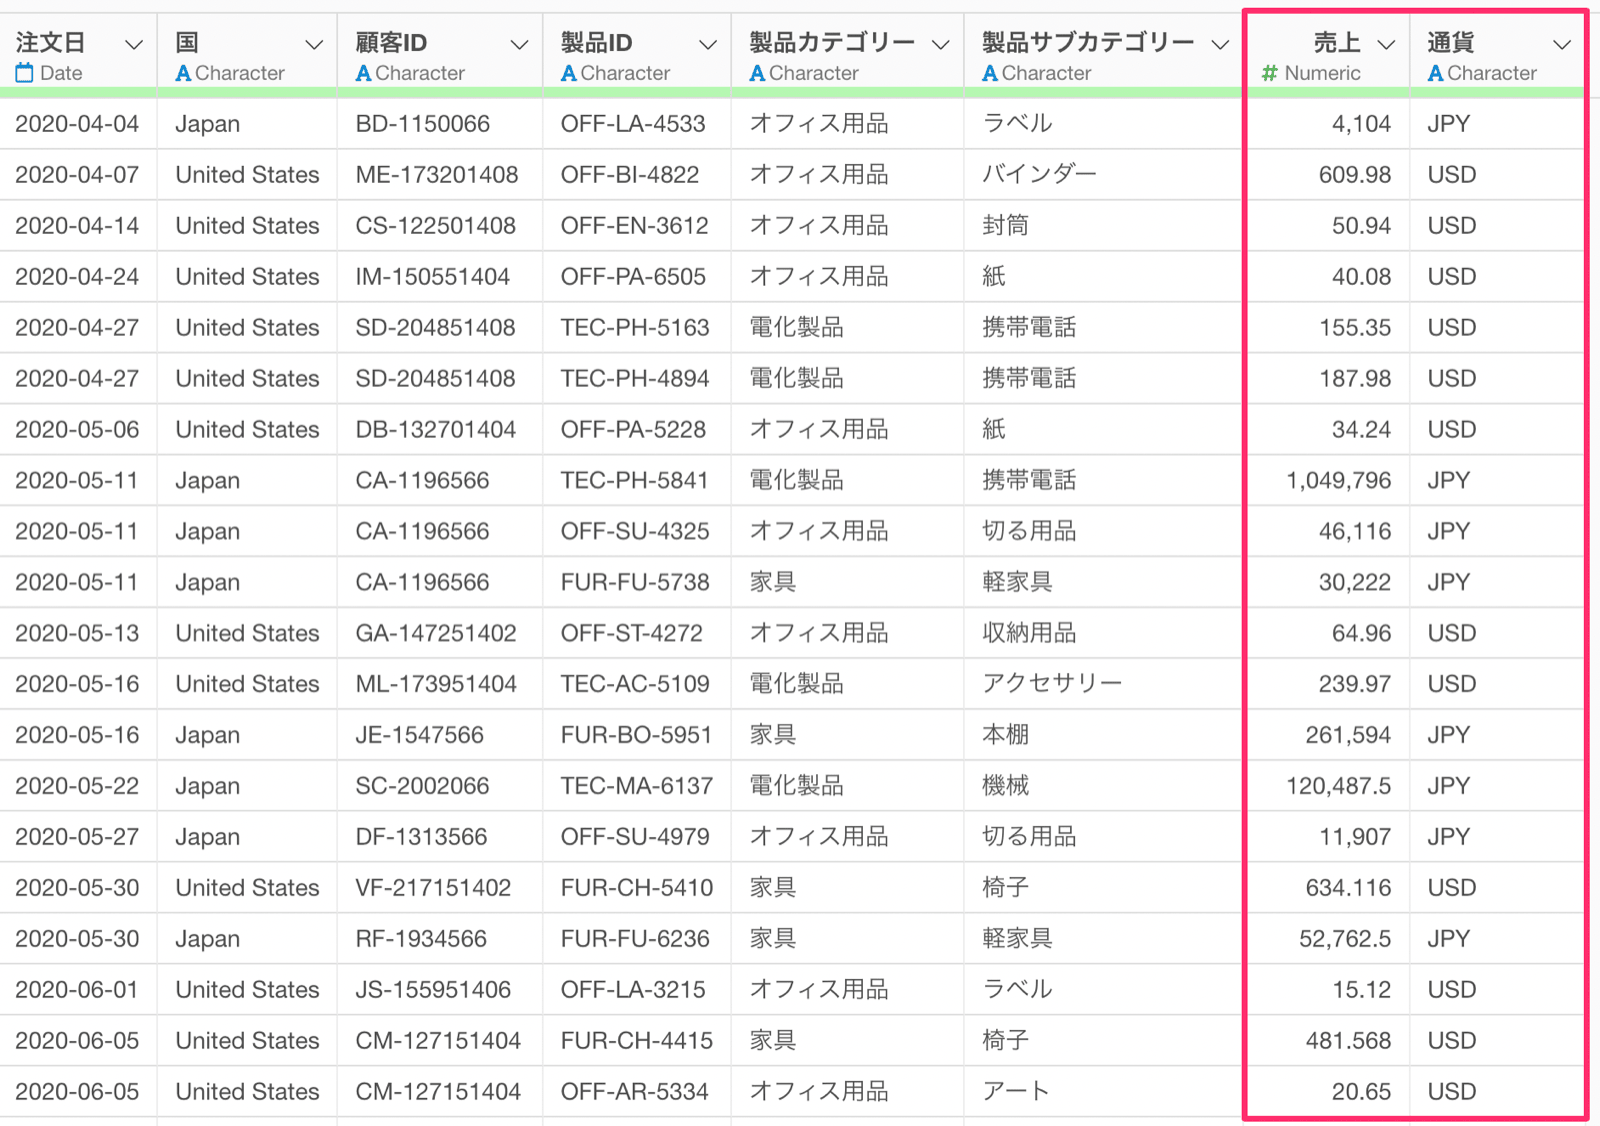 注文日 国 顧客ID 製品ID 製品カテゴリー 製品サブカテゴリー 売上 通貨
Date Character Character Character Character Character Numeric Character
2020-04-04 Japan BD-1150066 OFF-LA-4533 オフィス用品 ラベル 4,104 JPY
2020-04-07 United States ME-173201408 OFF-BI-4822 オフィス用品 バインダー 609.98 USD
2020-04-14 United States CS-122501408 OFF-EN-3612 オフィス用品 封筒 50.94 USD
2020-04-24 United States IM-150551404 OFF-PA-6505 オフィス用品 紙 40.08 USD
2020-04-27 United States SD-204851408 TEC-PH-5163 電化製品 携帯電話 155.35 USD
2020-04-27 United States SD-204851408 TEC-PH-4894 電化製品 携帯電話 187.98 USD
2020-05-06 United States DB-132701404 OFF-PA-5228 オフィス用品 紙 34.24 USD
2020-05-11 Japan CA-1196566 TEC-PH-5841 電化製品 携帯電話 1,049,796 JPY
2020-05-11 Japan CA-1196566 OFF-SU-4325 オフィス用品 切る用品 46,116 JPY
2020-05-11 Japan CA-1196566 FUR-FU-5738 家具 軽家具 30,222 JPY
2020-05-13 United States GA-147251402 OFF-ST-4272 オフィス用品 収納用品 64.96 USD
2020-05-16 United States ML-173951404 TEC-AC-5109 電化製品 アクセサリー 239.97 USD
2020-05-16 Japan JE-1547566 FUR-BO-5951 家具 本棚 261,594 JPY
2020-05-22 Japan SC-2002066 TEC-MA-6137 電化製品 機械 120,487.5 JPY
2020-05-27 Japan DF-1313566 OFF-SU-4979 オフィス用品 切る用品 11,907 JPY
2020-05-30 United States VF-217151402 FUR-CH-5410 家具 椅子 634.116 USD
2020-05-30 Japan RF-1934566 FUR-FU-6236 家具 軽家具 52,762.5 JPY
2020-06-01 United States JS-155951406 OFF-LA-3215 オフィス用品 ラベル 15.12 USD
2020-06-05 United States CM-127151404 FUR-CH-4415 家具 椅子 481.568 USD
2020-06-05 United States CM-127151404 OFF-AR-5334 オフィス用品 アート 20.65 USD